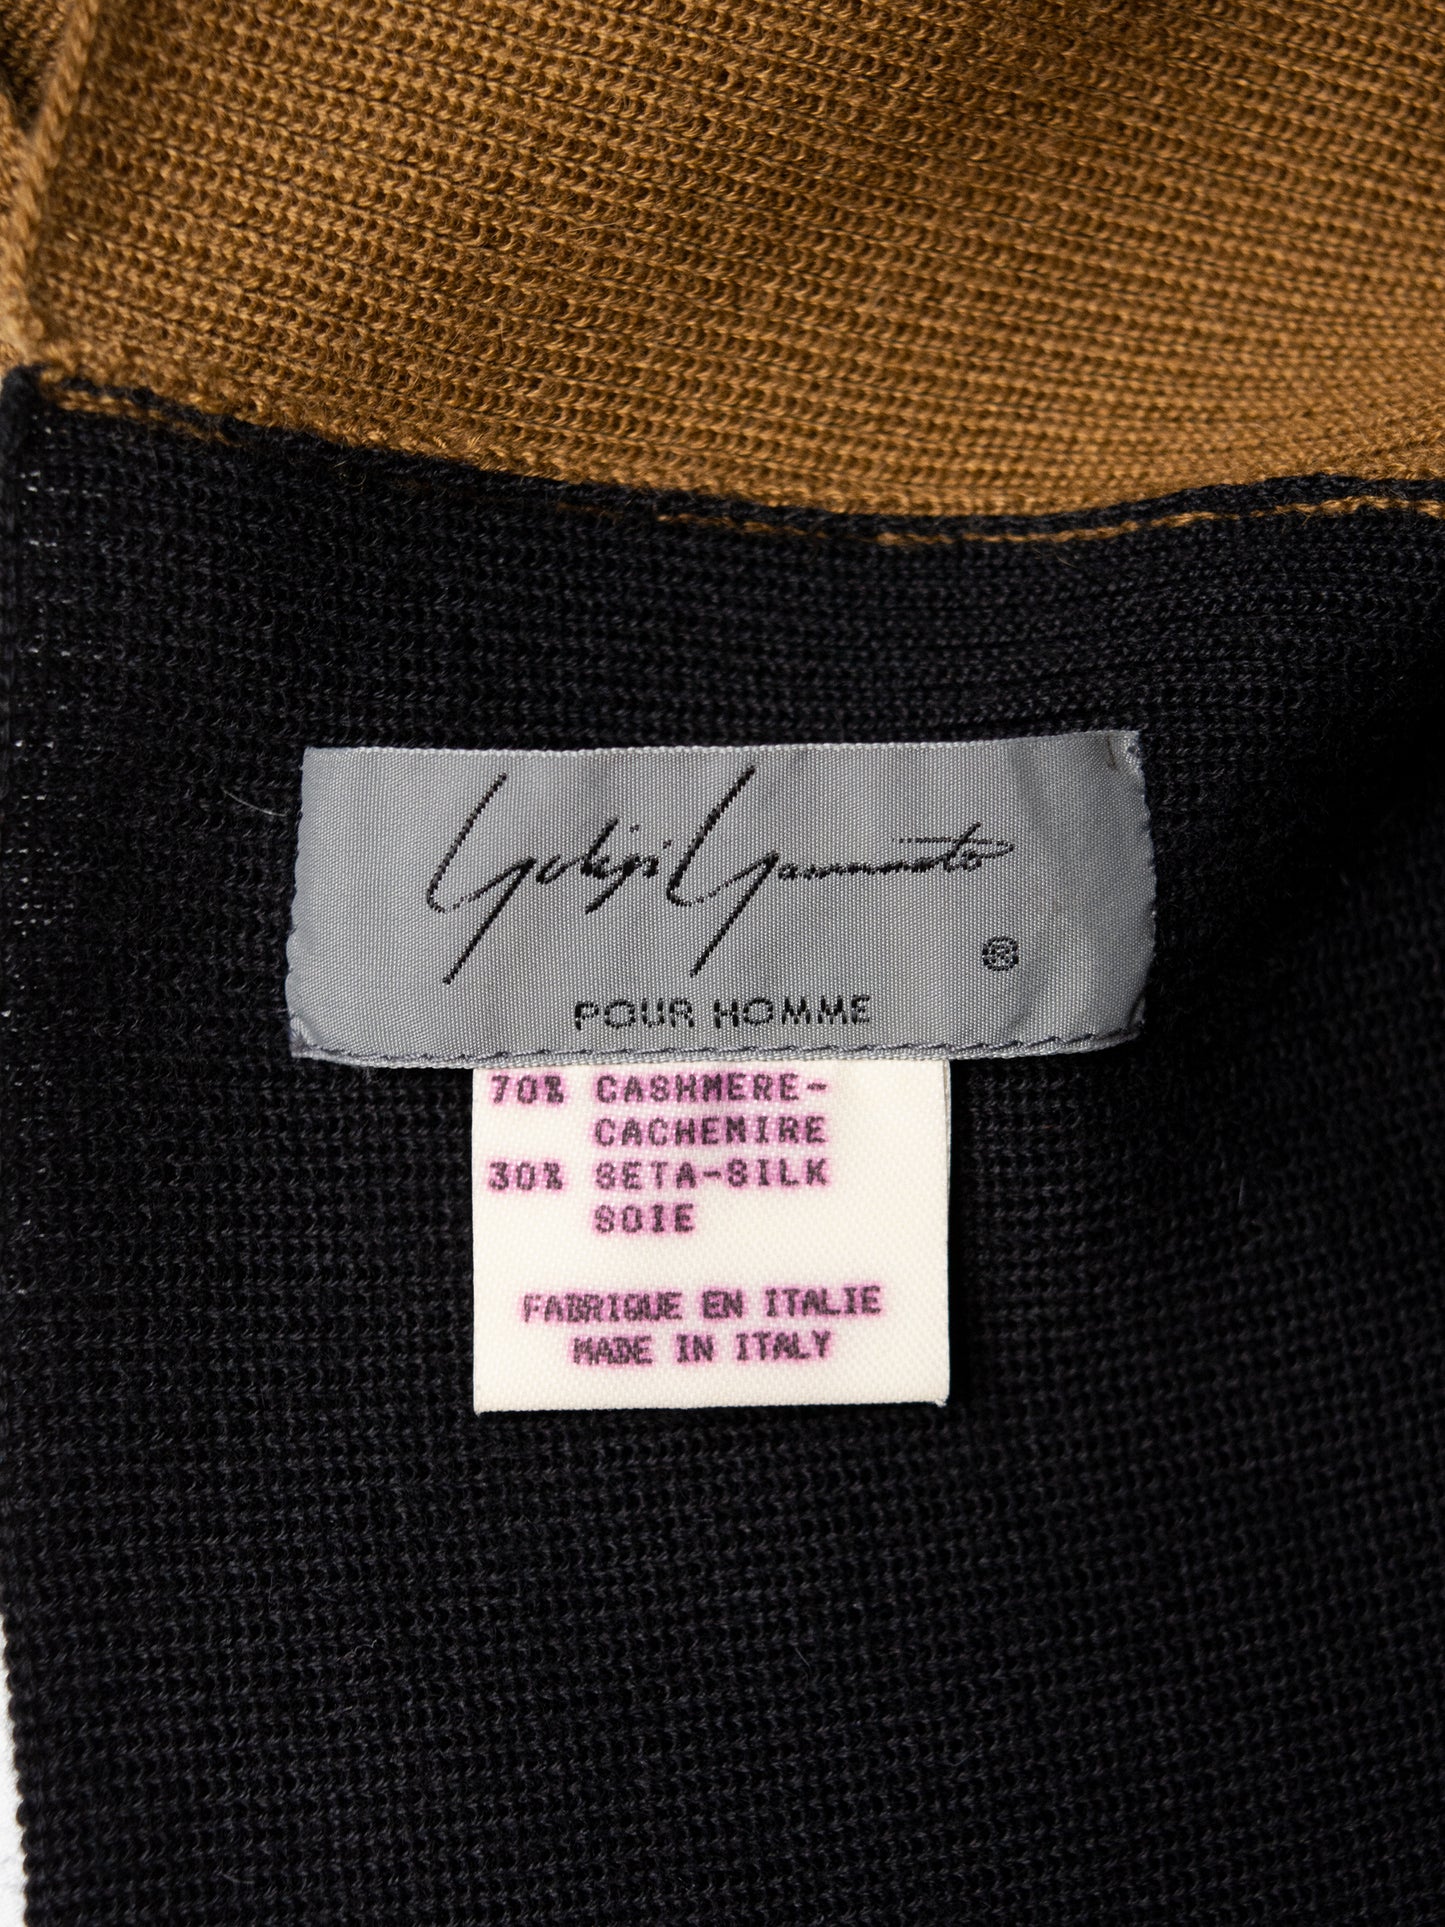 Yohji Yamamoto
®
POUR HOMME
70% CASHMERE-
CACHEMIRE
30% SETA-SILK
SOIE
FABRIQUE EN ITALIE
MADE IN ITALY